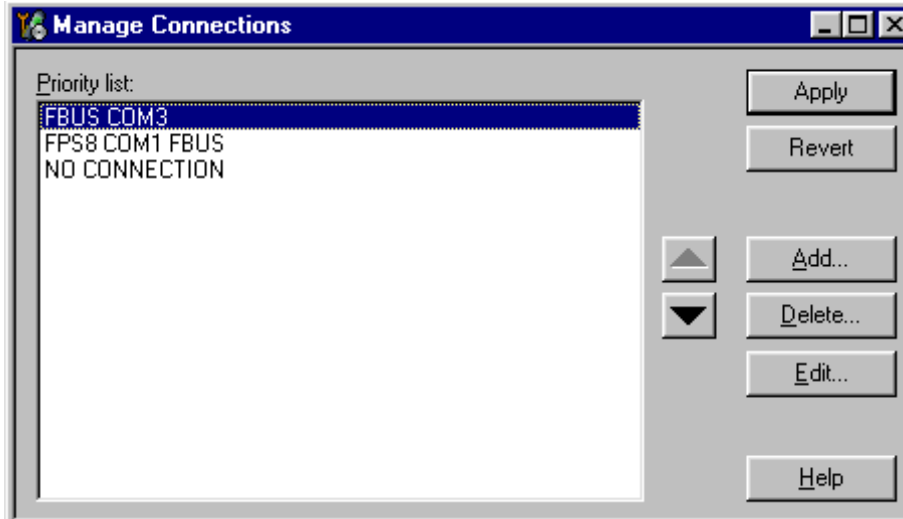 Manage Connections
Priority list:
FBUS COM3
FPS8 COM1 FBUS
NO CONNECTION
Apply
Revert
Add...
Delete...
Edit...
Help